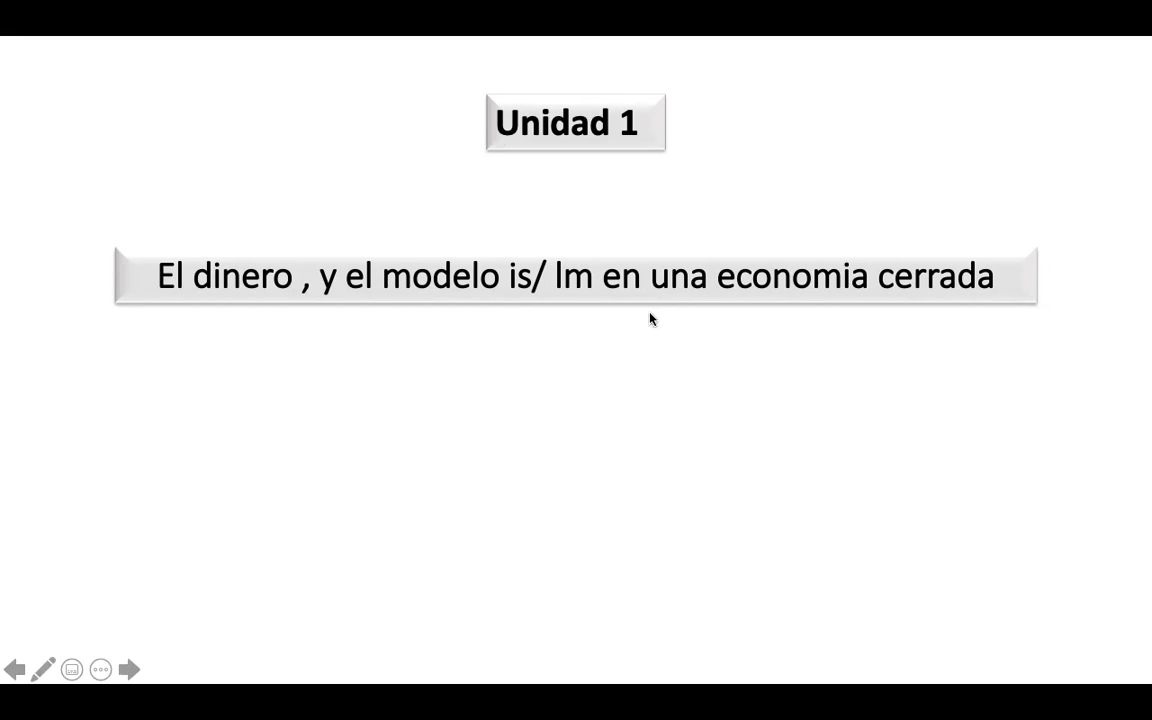 Unidad 1
El dinero , y el modelo is/ lm en una economia cerrada